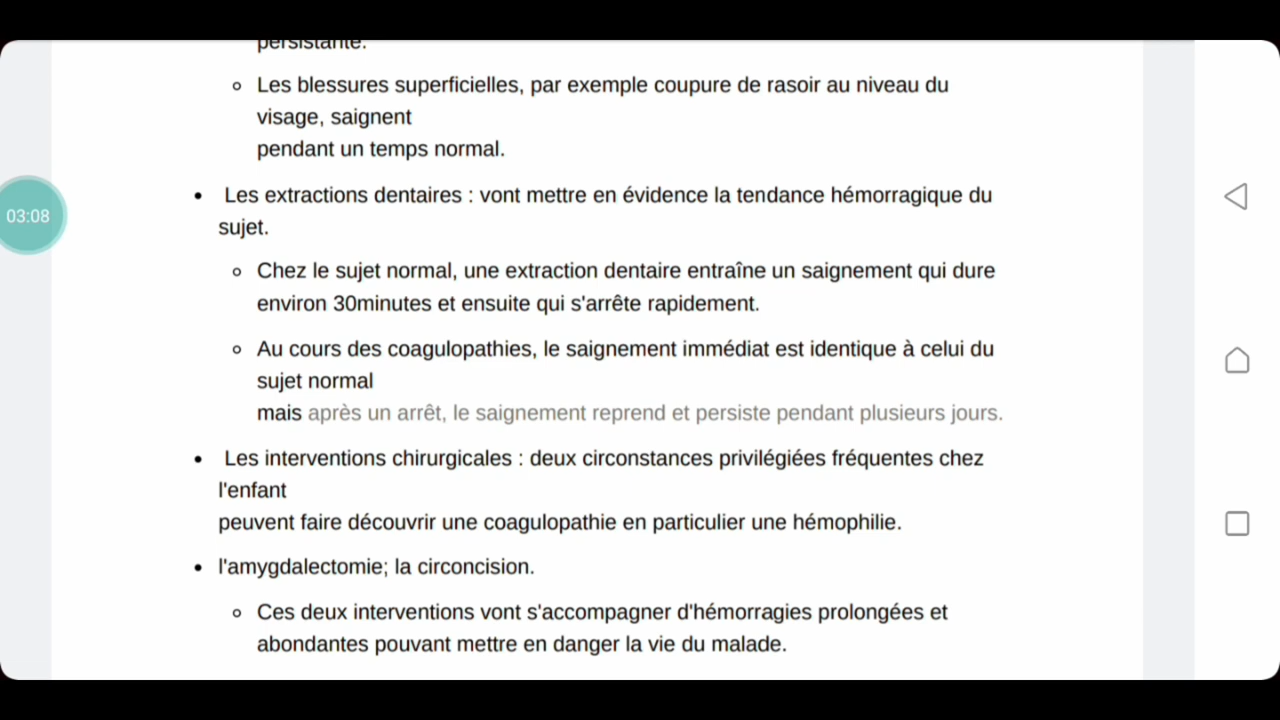 persistante.
Les blessures superficielles, par exemple coupure de rasoir au niveau du
visage, saignent
pendant un temps normal.
Les extractions dentaires : vont mettre en évidence la tendance hémorragique du
sujet.
03:08
Chez le sujet normal, une extraction dentaire entraîne un saignement qui dure
environ 30minutes et ensuite qui s'arrête rapidement.
Au cours des coagulopathies, le saignement immédiat est identique à celui du
sujet normal
mais après un arrêt, le saignement reprend et persiste pendant plusieurs jours.
Les interventions chirurgicales : deux circonstances privilégiées fréquentes chez
l'enfant
peuvent faire découvrir une coagulopathie en particulier une hémophilie.
l'amygdalectomie; la circoncision.
Ces deux interventions vont s'accompagner d'hémorragies prolongées et
abondantes pouvant mettre en danger la vie du malade.